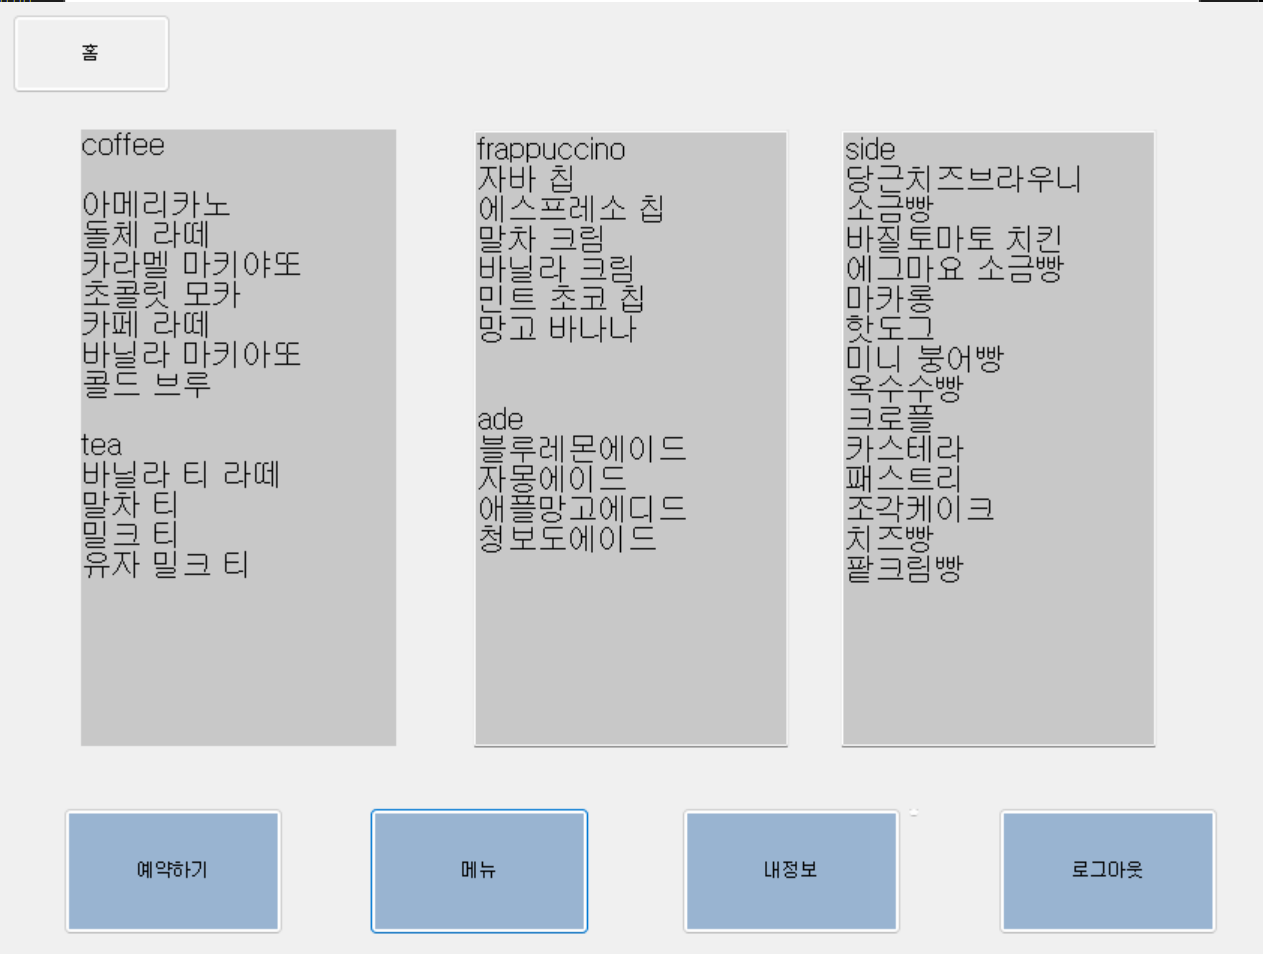 홈
coffee
아메리카노
돌체 라떼
카라멜 마키야또
초콜릿 모카
카페 라떼
바닐라 마키아또
콜드 브루
tea
바닐라 티 라떼
말차 티
밀크 티
유자 밀크 티
frappuccino
자바 칩
에스프레소 칩
말차 크림
바닐라 크림
민트 초코 칩
망고 바나나
ade
블루레몬에이드
자몽에이드
애플망고에디드
청보도에이드
side
당근치즈브라우니
소금빵
바질토마토 치킨
에그마요 소금빵
마카롱
핫도그
미니 붕어빵
옥수수빵
크로플
카스테라
패스트리
조각케이크
치즈빵
팥크림빵
예약하기
메뉴
내정보
로그아웃